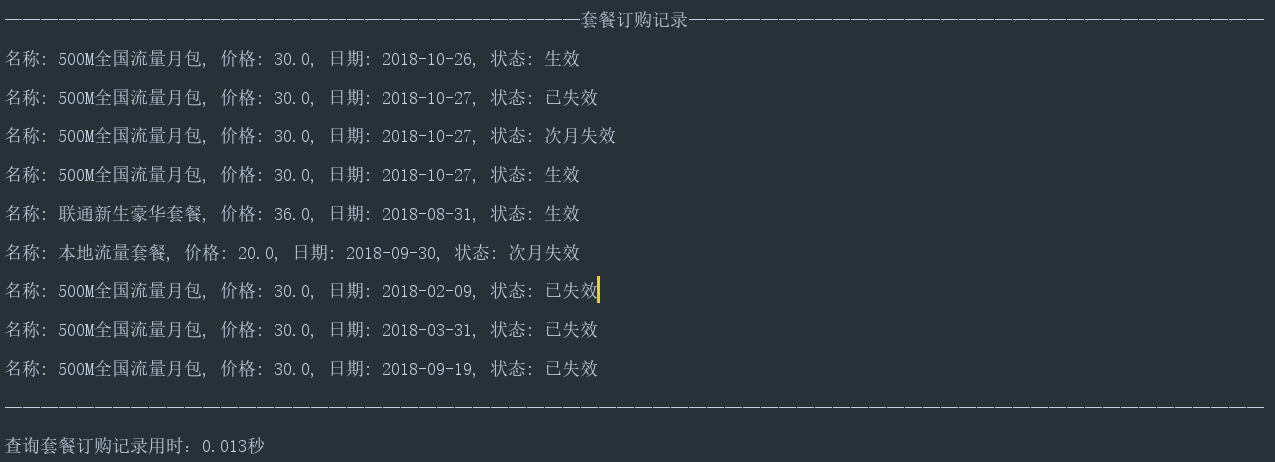 ————————————————————————————————套餐订购记录————————————————————————————————
名称: 500M全国流量月包, 价格: 30.0, 日期: 2018-10-26, 状态: 生效
名称: 500M全国流量月包, 价格: 30.0, 日期: 2018-10-27, 状态: 已失效
名称: 500M全国流量月包, 价格: 30.0, 日期: 2018-10-27, 状态: 次月失效
名称: 500M全国流量月包, 价格: 30.0, 日期: 2018-10-27, 状态: 生效
名称: 联通新生豪华套餐, 价格: 36.0, 日期: 2018-08-31, 状态: 生效
名称: 本地流量套餐, 价格: 20.0, 日期: 2018-09-30, 状态: 次月失效
名称: 500M全国流量月包, 价格: 30.0, 日期: 2018-02-09, 状态: 已失效
名称: 500M全国流量月包, 价格: 30.0, 日期: 2018-03-31, 状态: 已失效
名称: 500M全国流量月包, 价格: 30.0, 日期: 2018-09-19, 状态: 已失效
——————————————————————————————————————————————————————————————————————
查询套餐订购记录用时：0.013秒